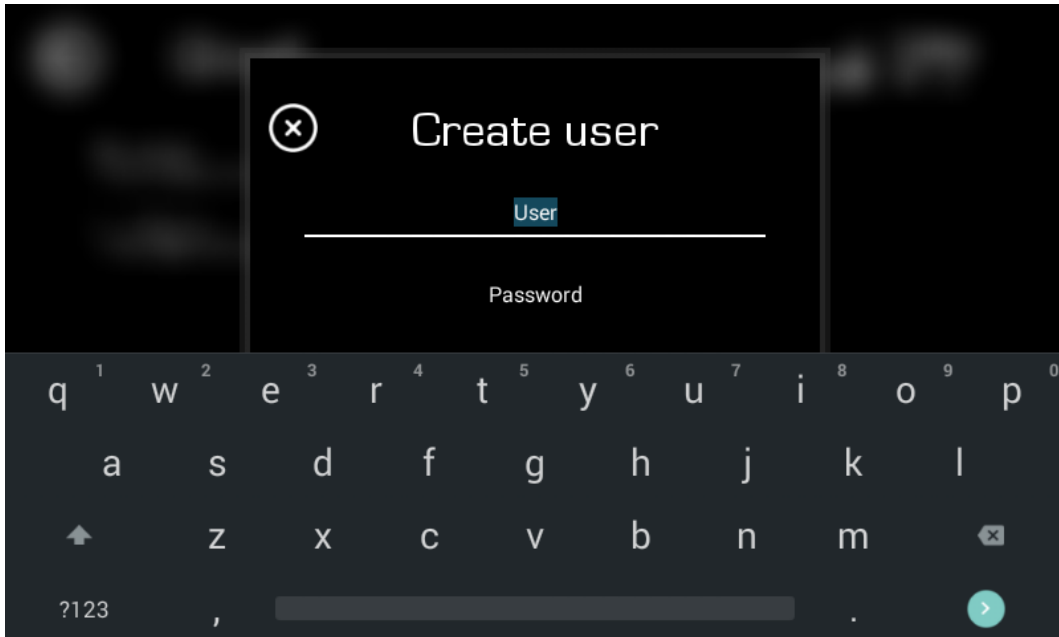 Create user
User
Password
q 1 w 2 e 3 r 4 t 5 y 6 u 7 i 8 o 9 p 0
a s d f g h j k l
z x c v b n m
?123 , .